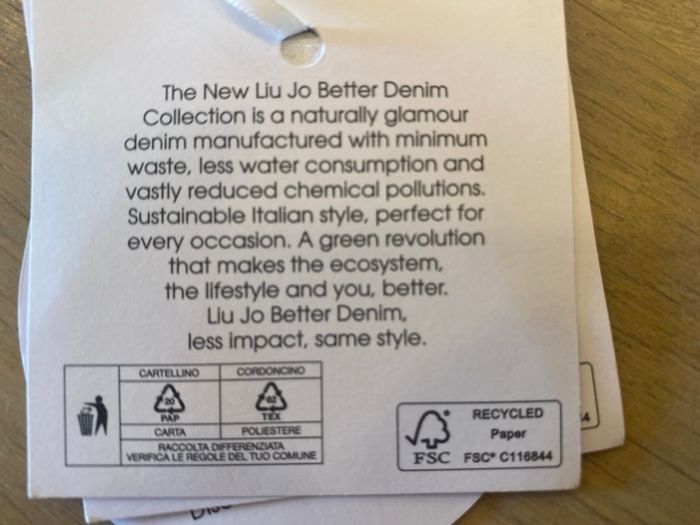 The New Liu Jo Better Denim
Collection is a naturally glamour
denim manufactured with minimum
waste, less water consumption and
vastly reduced chemical pollutions.
Sustainable Italian style, perfect for
every occasion. A green revolution
that makes the ecosystem,
the lifestyle and you, better.
Liu Jo Better Denim,
less impact, same style.
CARTELLINO CORDONCINO
20 62
PAP TEX
CARTA POLIESTERE
RACCOLTA DIFFERENZIATA
VERIFICA LE REGOLE DEL TUO COMUNE
RECYCLED
Paper
FSC FSC® C116844
4